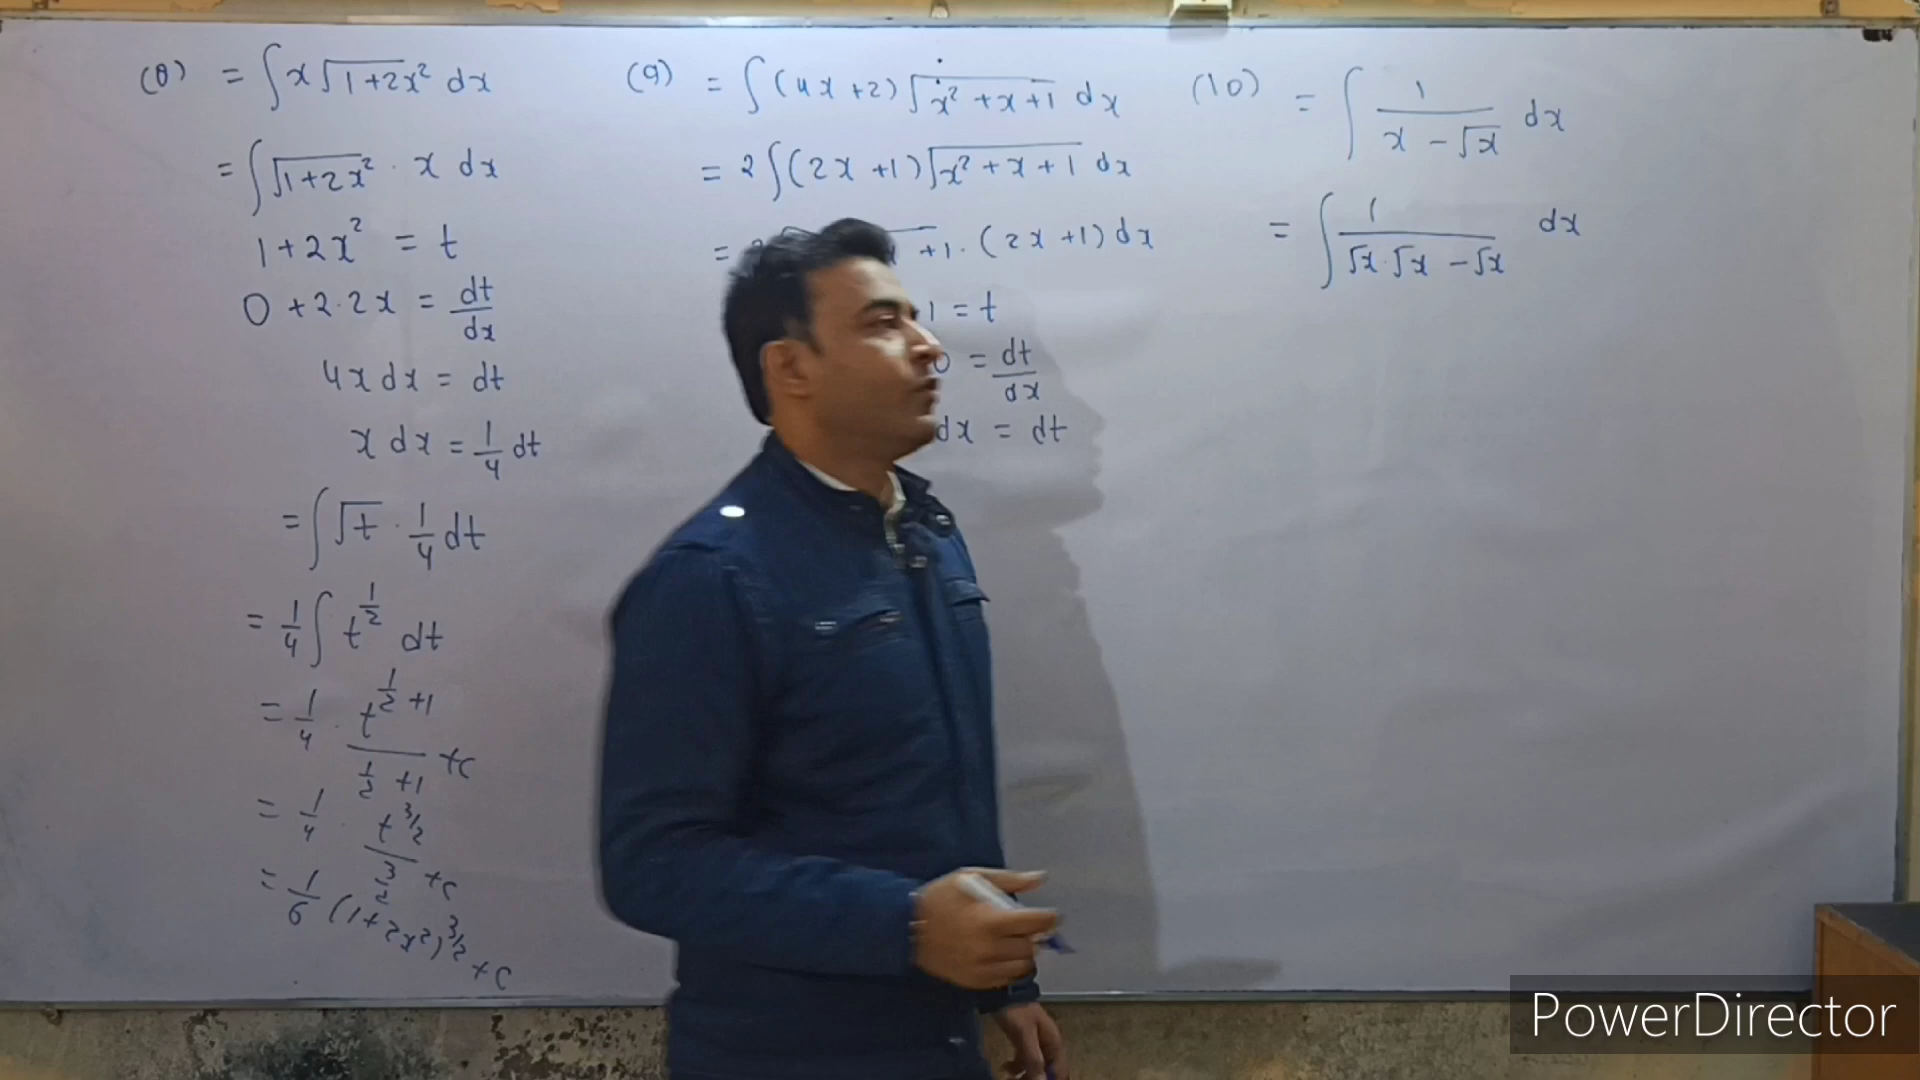 (8) = ∫ x √1+2x² dx
= ∫ √1+2x² · x dx
1+2x² = t
0 + 2·2x = dt/dx
4x dx = dt
x dx = 1/4 dt
= ∫ √t · 1/4 dt
= 1/4 ∫ t^1/2 dt
= 1/4 · t^1/2 +1 / 1/2 +1 +c
= 1/4 · t^3/2 / 3/2 +c
= 1/6 (1+2x²)^3/2 +c
(9) = ∫ (4x +2) √x² +x +1 dx
= 2 ∫ (2x +1) √x² + x + 1 dx
= +1 · (2x +1) dx
1 = t
0 = dt/dx
dx = dt
(10) = ∫ 1/x - √x dx
= ∫ 1/√x · √x - √x dx
PowerDirector